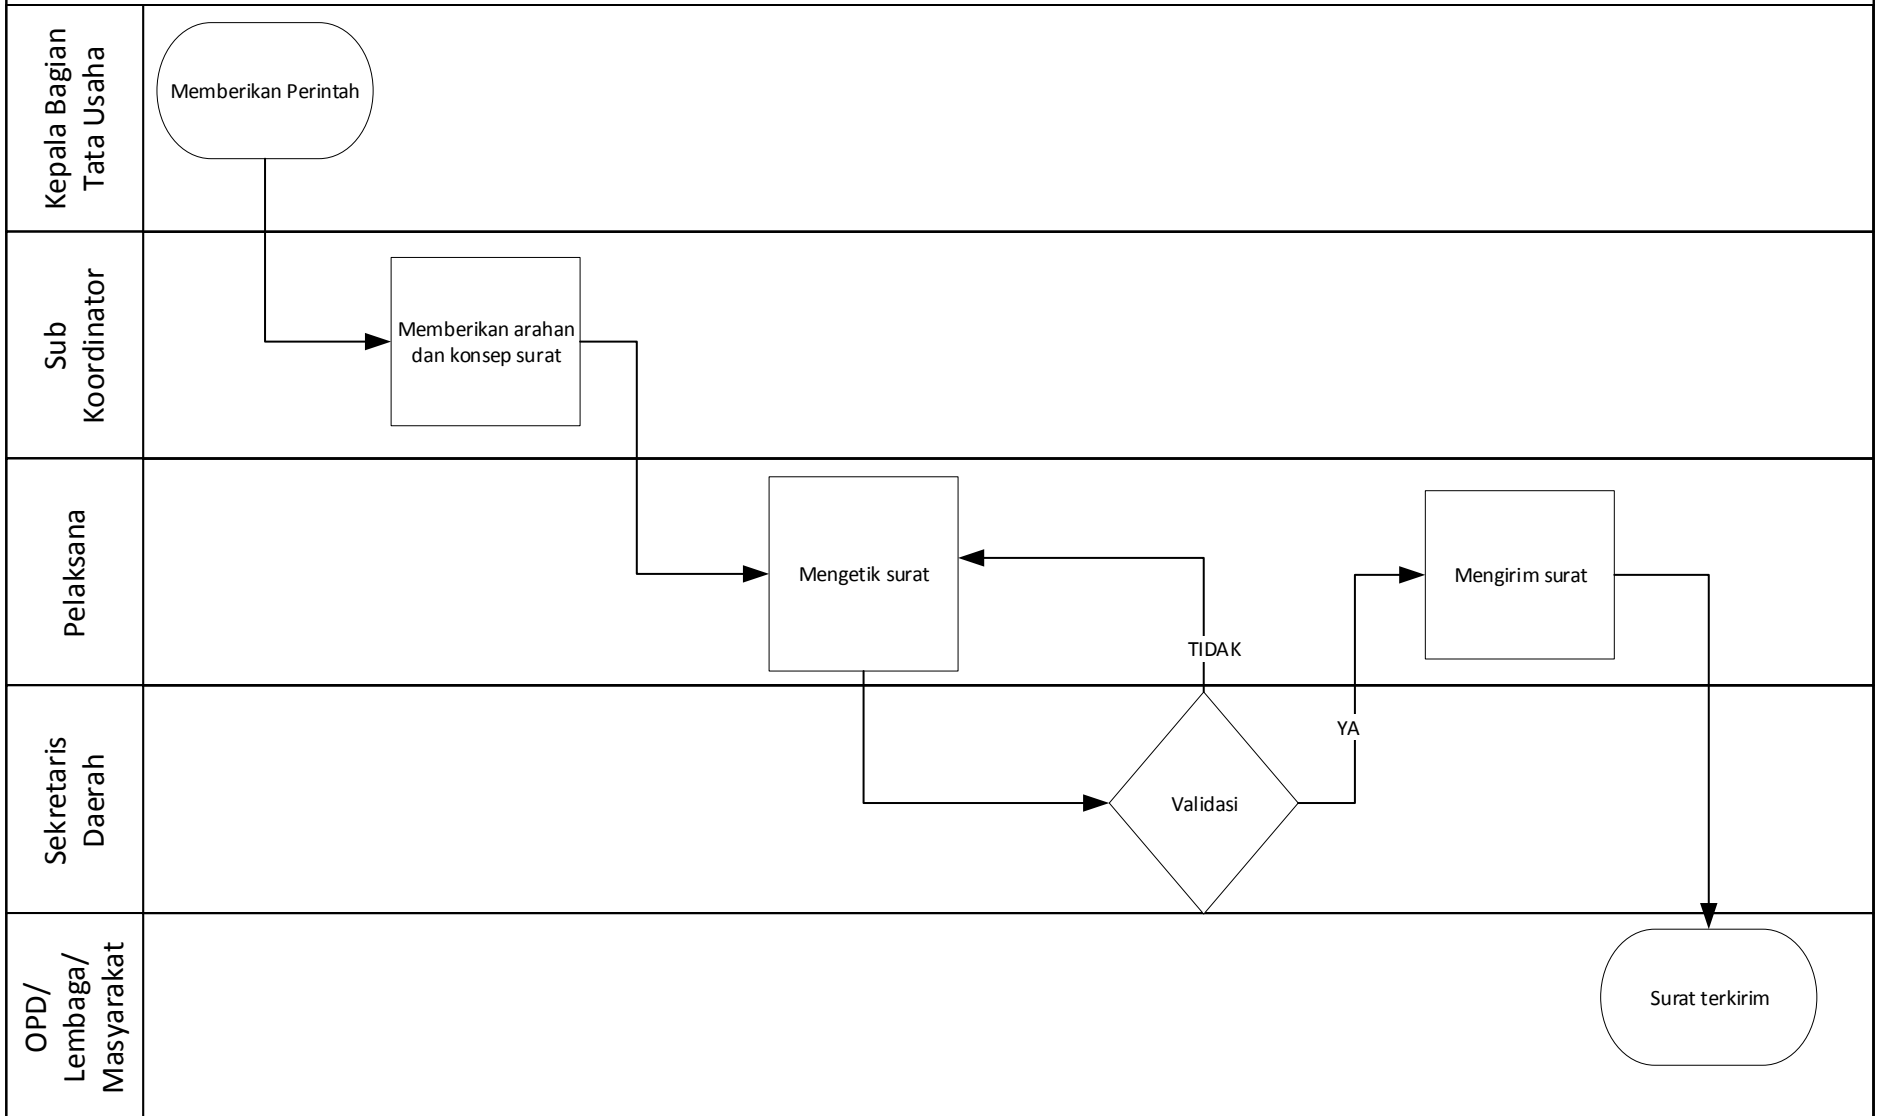 Kepala Bagian
Tata Usaha
Memberikan Perintah
Sub
Koordinator
Memberikan arahan
dan konsep surat
Pelaksana
Mengetik surat
TIDAK
Mengirim surat
Sekretaris
Daerah
YA
Validasi
OPD/
Lembaga/
Masyarakat
Surat terkirim